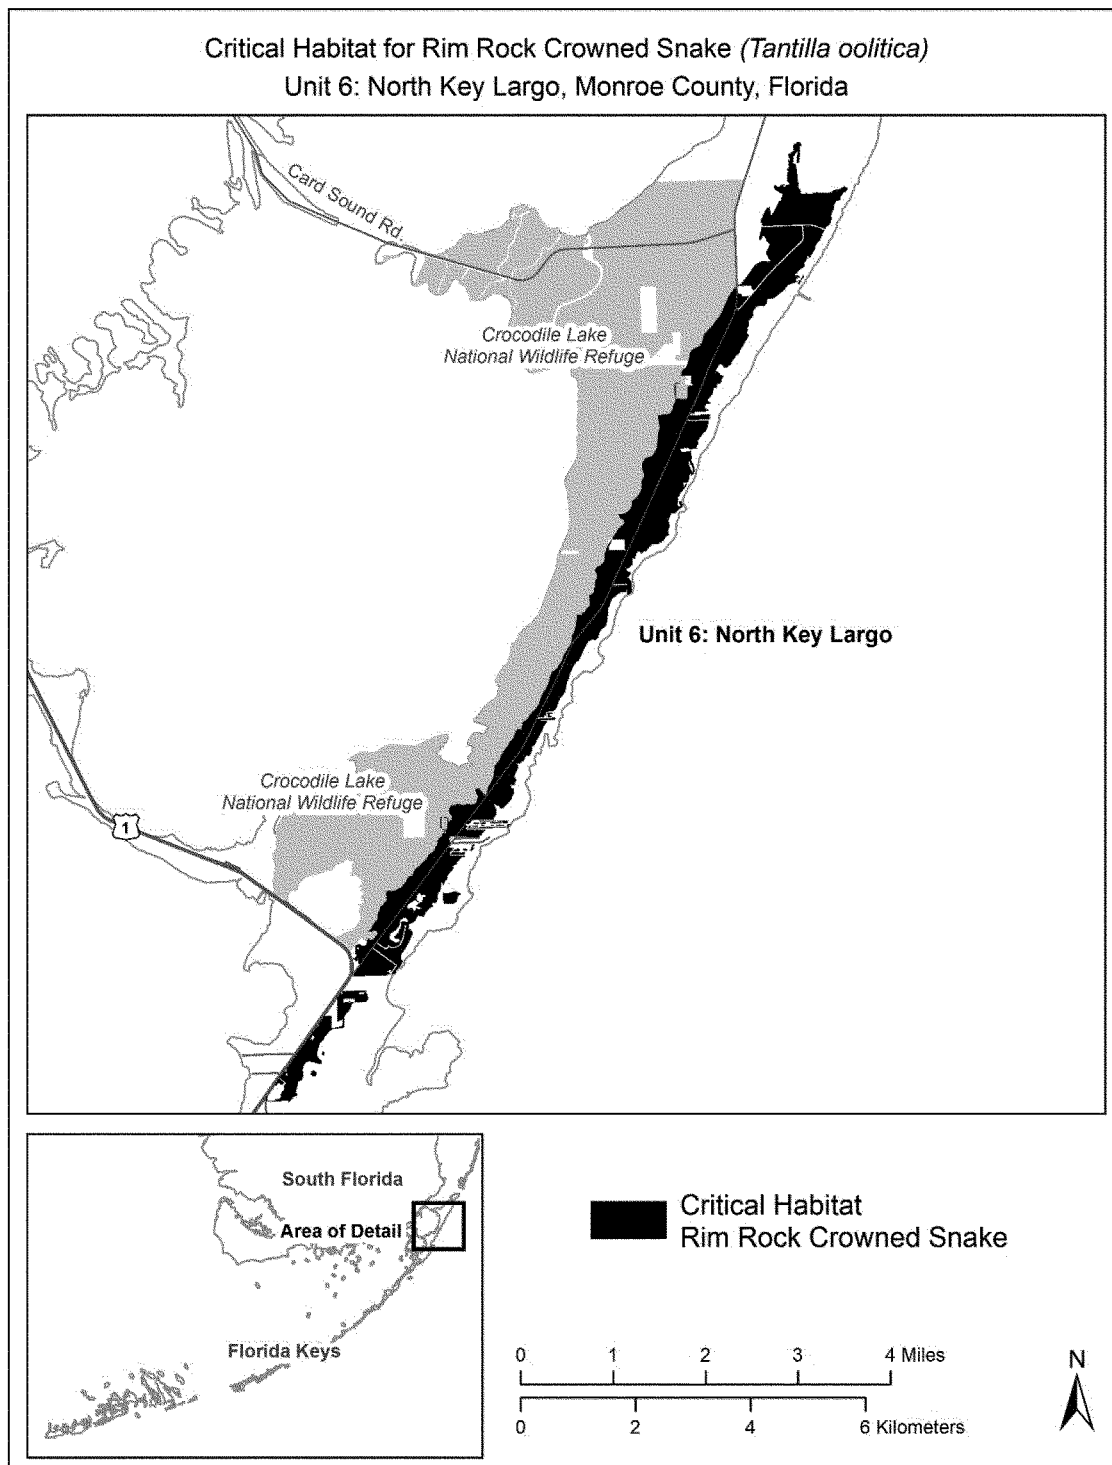 Critical Habitat for Rim Rock Crowned Snake (Tantilla oolitica)
Unit 6: North Key Largo, Monroe County, Florida
Card Sound Rd.
Crocodile Lake
National Wildlife Refuge
Unit 6: North Key Largo
Crocodile Lake
National Wildlife Refuge
1
South Florida
Area of Detail
Florida Keys
Critical Habitat
Rim Rock Crowned Snake
0 1 2 3 4 Miles
0 2 4 6 Kilometers
N